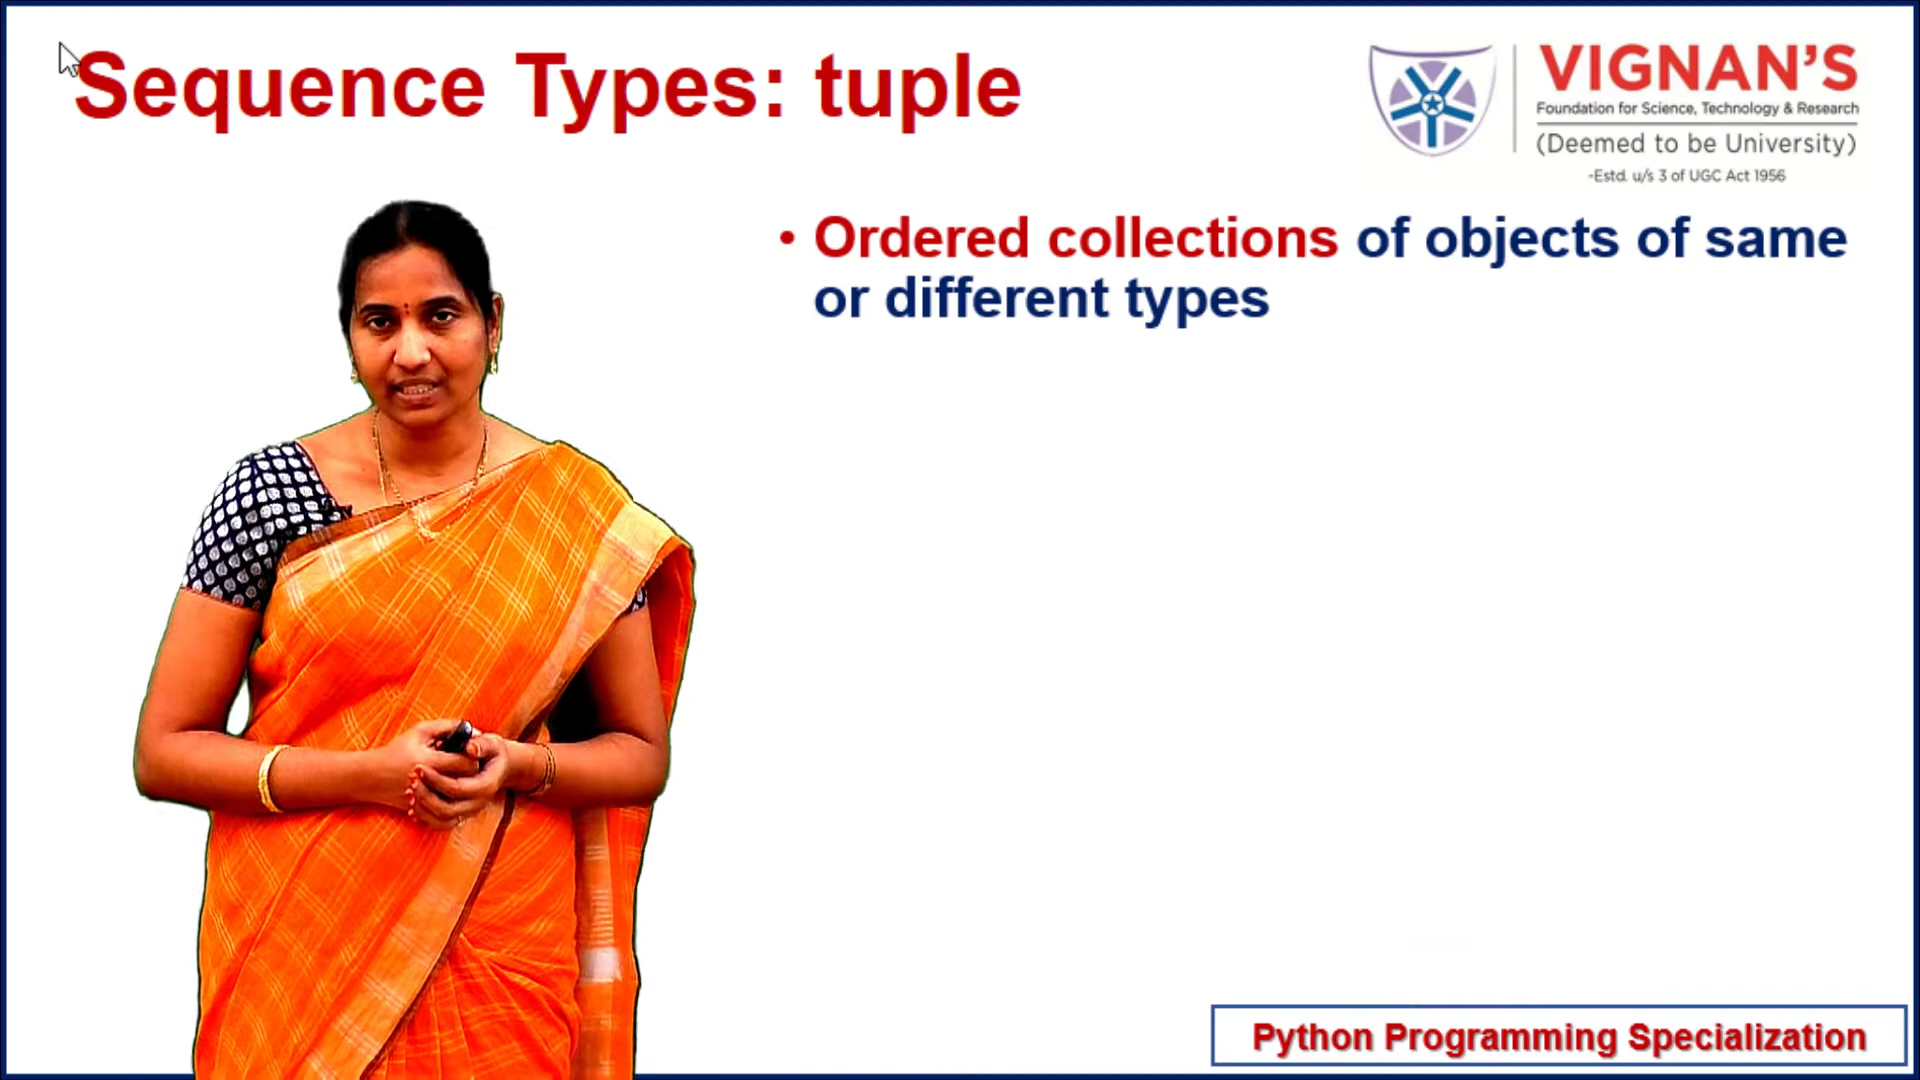 Sequence Types: tuple
VIGNAN'S
Foundation for Science, Technology & Research
(Deemed to be University)
-Estd. u/s 3 of UGC Act 1956
• Ordered collections of objects of same
or different types
Python Programming Specialization